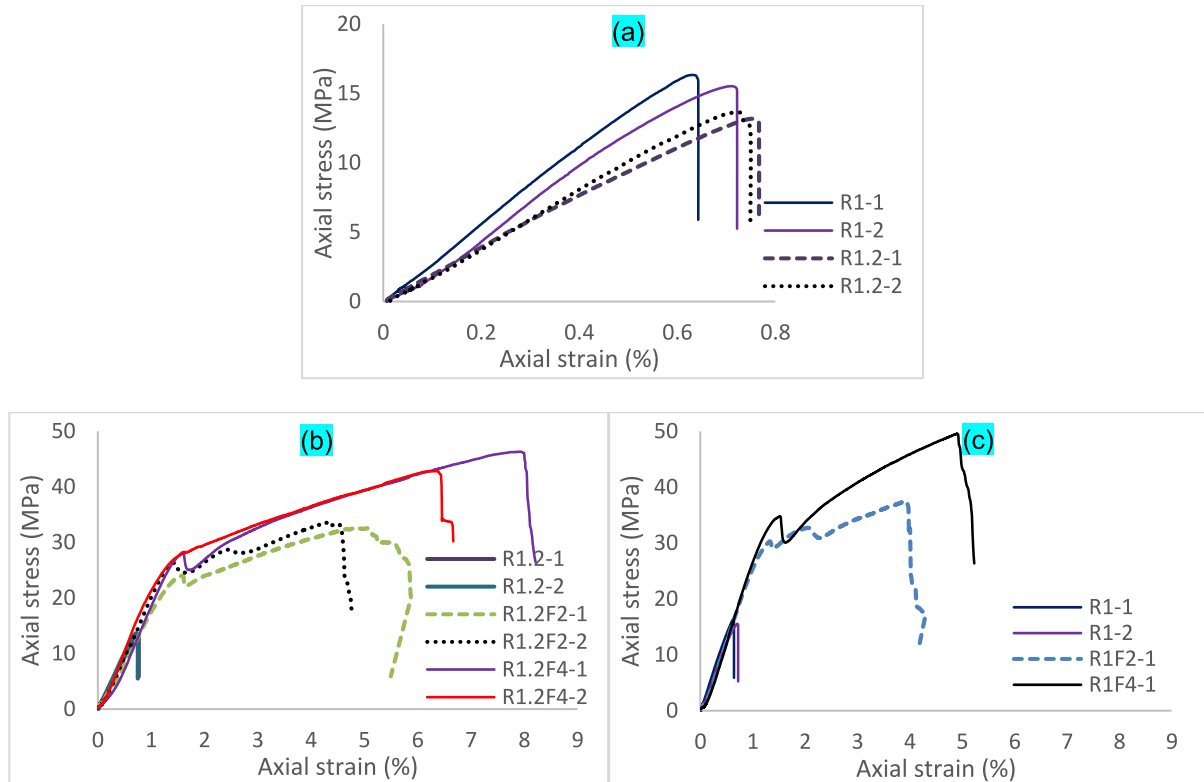 (a)
Axial stress (MPa)
20
15
10
5
0
0 0.2 0.4 0.6 0.8
Axial strain (%)
R1-1
R1-2
R1.2-1
R1.2-2
(b)
Axial stress (MPa)
50
40
30
20
10
0
0 1 2 3 4 5 6 7 8 9
Axial strain (%)
R1.2-1
R1.2-2
R1.2F2-1
R1.2F2-2
R1.2F4-1
R1.2F4-2
(c)
Axial stress (MPa)
50
40
30
20
10
0
0 1 2 3 4 5 6 7 8 9
Axial strain (%)
R1-1
R1-2
R1F2-1
R1F4-1